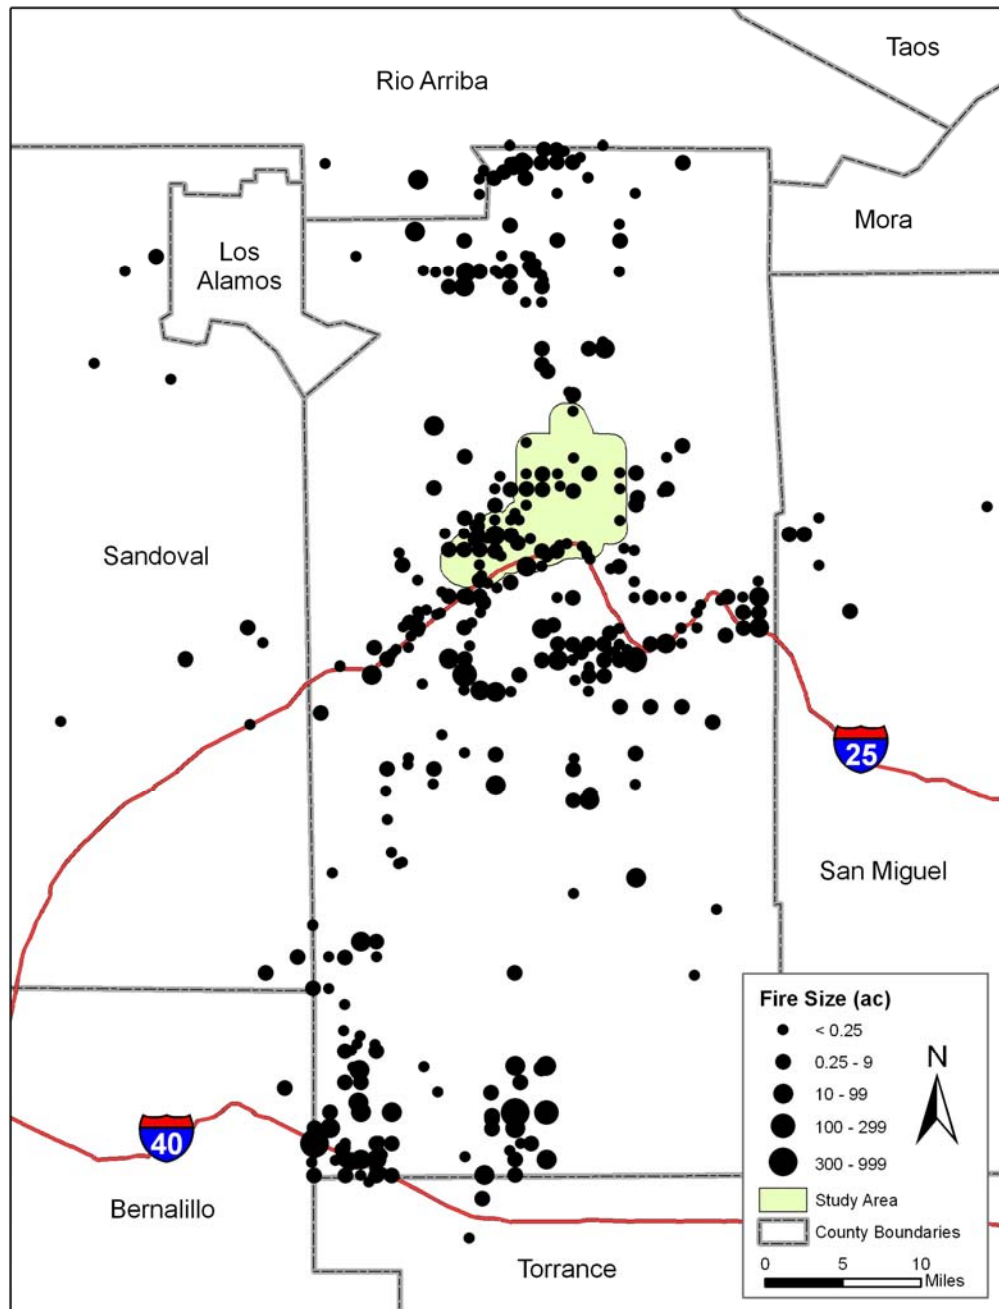 Taos
Rio Arriba
Mora
Los
Alamos
Sandoval
25
San Miguel
Fire Size (ac)
< 0.25
0.25 - 9
10 - 99
100 - 299
300 - 999
N
Study Area
County Boundaries
0 5 10
Miles
40
Bernalillo
Torrance